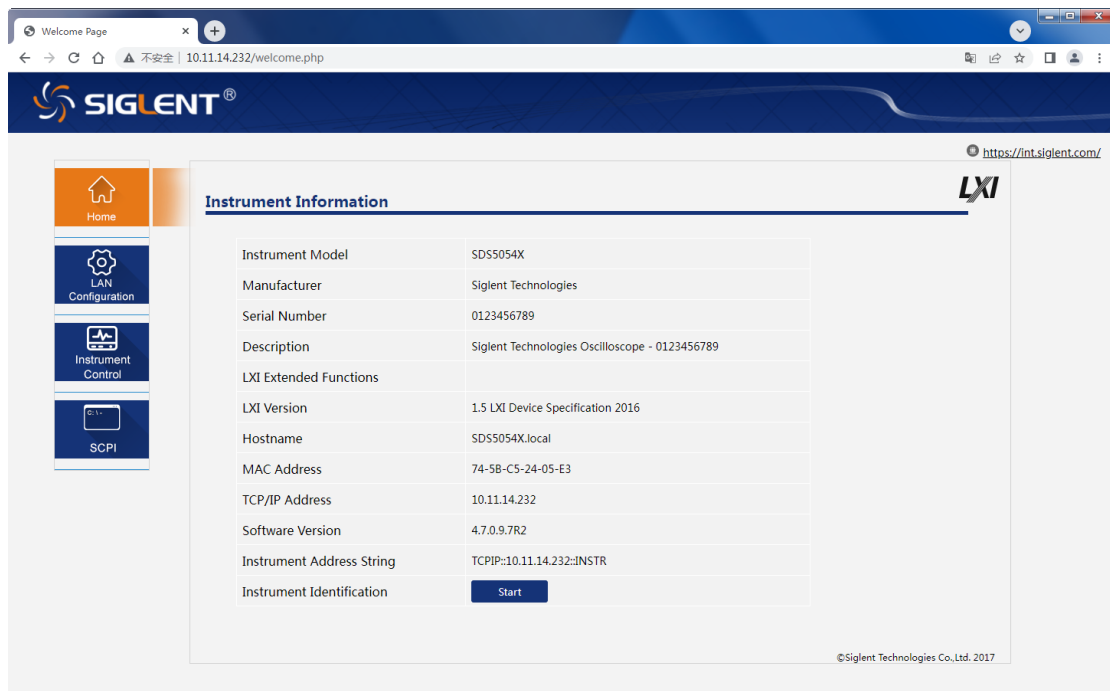 Welcome Page
不安全 | 10.11.14.232/welcome.php
SIGLENT®
https://int.siglent.com/
LXI
Home
LAN
Configuration
Instrument
Control
C:\-
SCPI
Instrument Information
Instrument Model SDS5054X
Manufacturer Siglent Technologies
Serial Number 0123456789
Description Siglent Technologies Oscilloscope - 0123456789
LXI Extended Functions
LXI Version 1.5 LXI Device Specification 2016
Hostname SDS5054X.local
MAC Address 74-5B-C5-24-05-E3
TCP/IP Address 10.11.14.232
Software Version 4.7.0.9.7R2
Instrument Address String TCPIP::10.11.14.232::INSTR
Instrument Identification Start
©Siglent Technologies Co.,Ltd. 2017